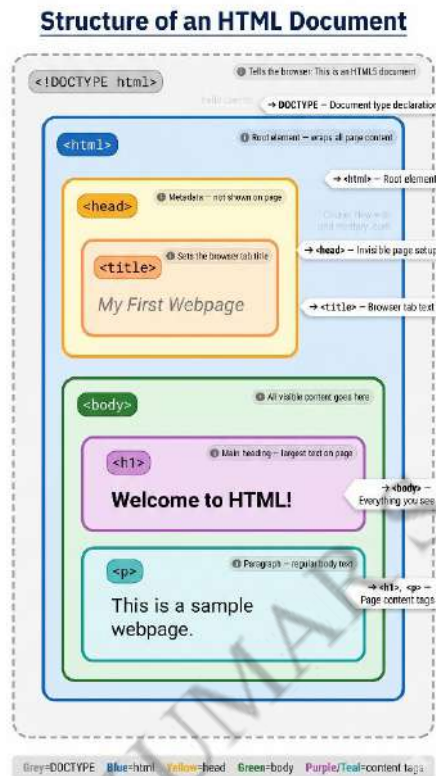 Structure of an HTML Document
<!DOCTYPE html>
Tells the browser: This is an HTML5 document
→ DOCTYPE – Document type declaration
<html>
Root element – wraps all page content
→ <html> – Root element
<head>
Metadata – not shown on page
→ <head> – Invisible page setup
<title>
Sets the browser tab title
My First Webpage
→ <title> – Browser tab text
<body>
All visible content goes here
<h1>
Main heading – largest text on page
Welcome to HTML!
→ <body> –
Everything you see
<p>
Paragraph – regular body text
This is a sample
webpage.
→ <h1>, <p> –
Page content tags
Grey=DOCTYPE Blue=html Yellow=head Green=body Purple/Teal=content tags